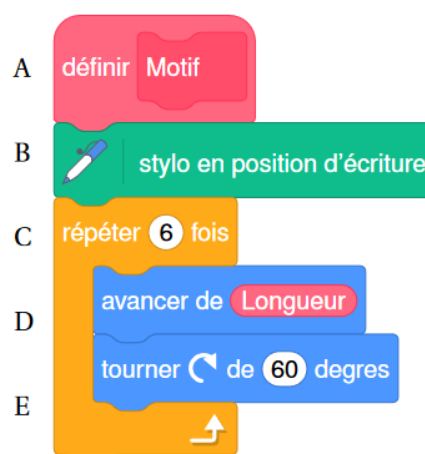 A définir Motif
B stylo en position d'écriture
C répéter 6 fois
D avancer de Longueur
tourner de 60 degres
E